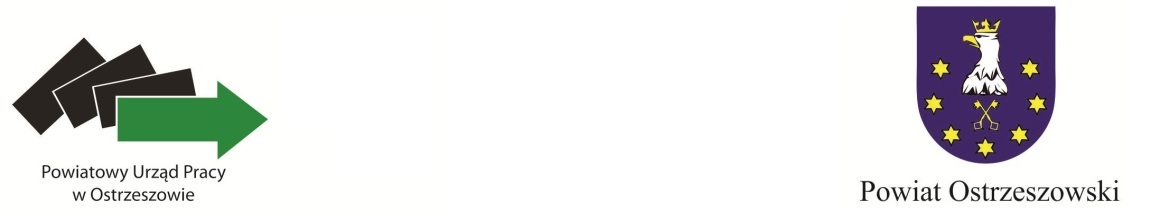 Powiatowy Urząd Pracy
w Ostrzeszowie
Powiat Ostrzeszowski